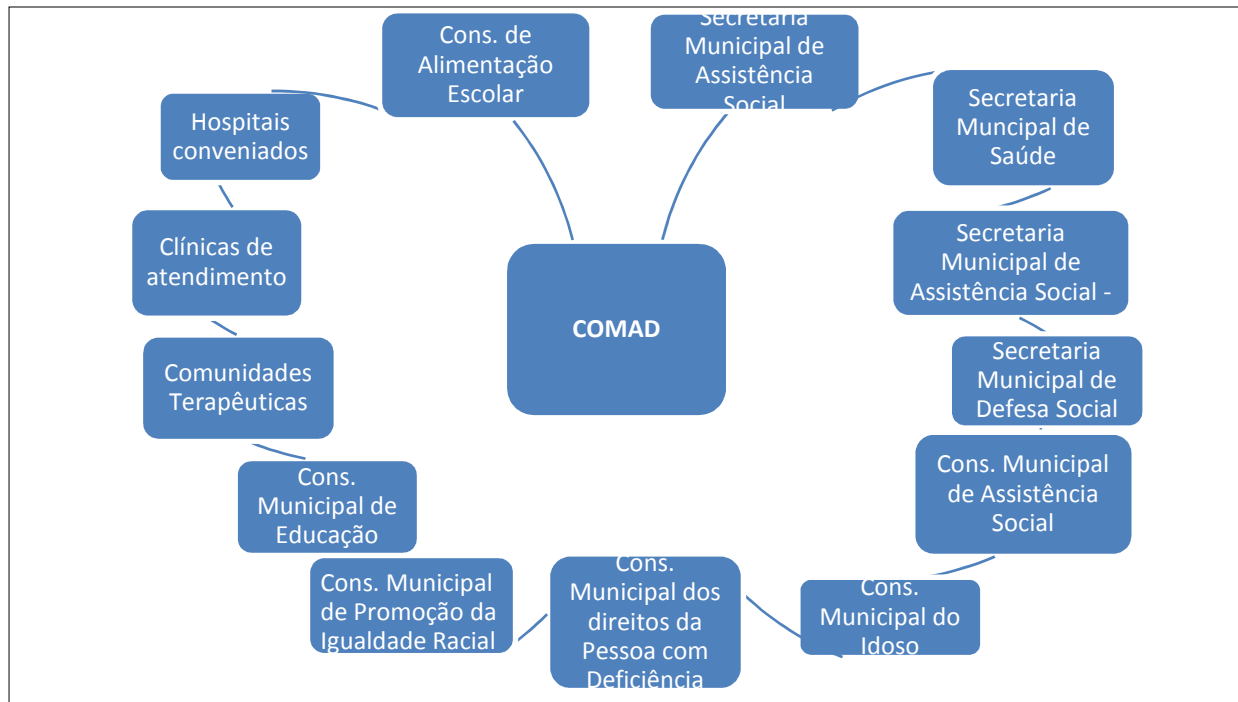 Cons. de
Alimentação
Escolar
Secretaria
Municipal de
Assistência
Social
Secretaria
Muncipal de
Saúde
Secretaria
Municipal de
Assistência Social -
Secretaria
Municipal de
Defesa Social
Cons. Municipal
de Assistência
Social
Cons.
Municipal do
Idoso
Cons.
Municipal dos
direitos da
Pessoa com
Deficiência
Cons. Municipal
de Promoção da
Igualdade Racial
Cons.
Municipal de
Educação
Comunidades
Terapêuticas
Clínicas de
atendimento
Hospitais
conveniados
COMAD